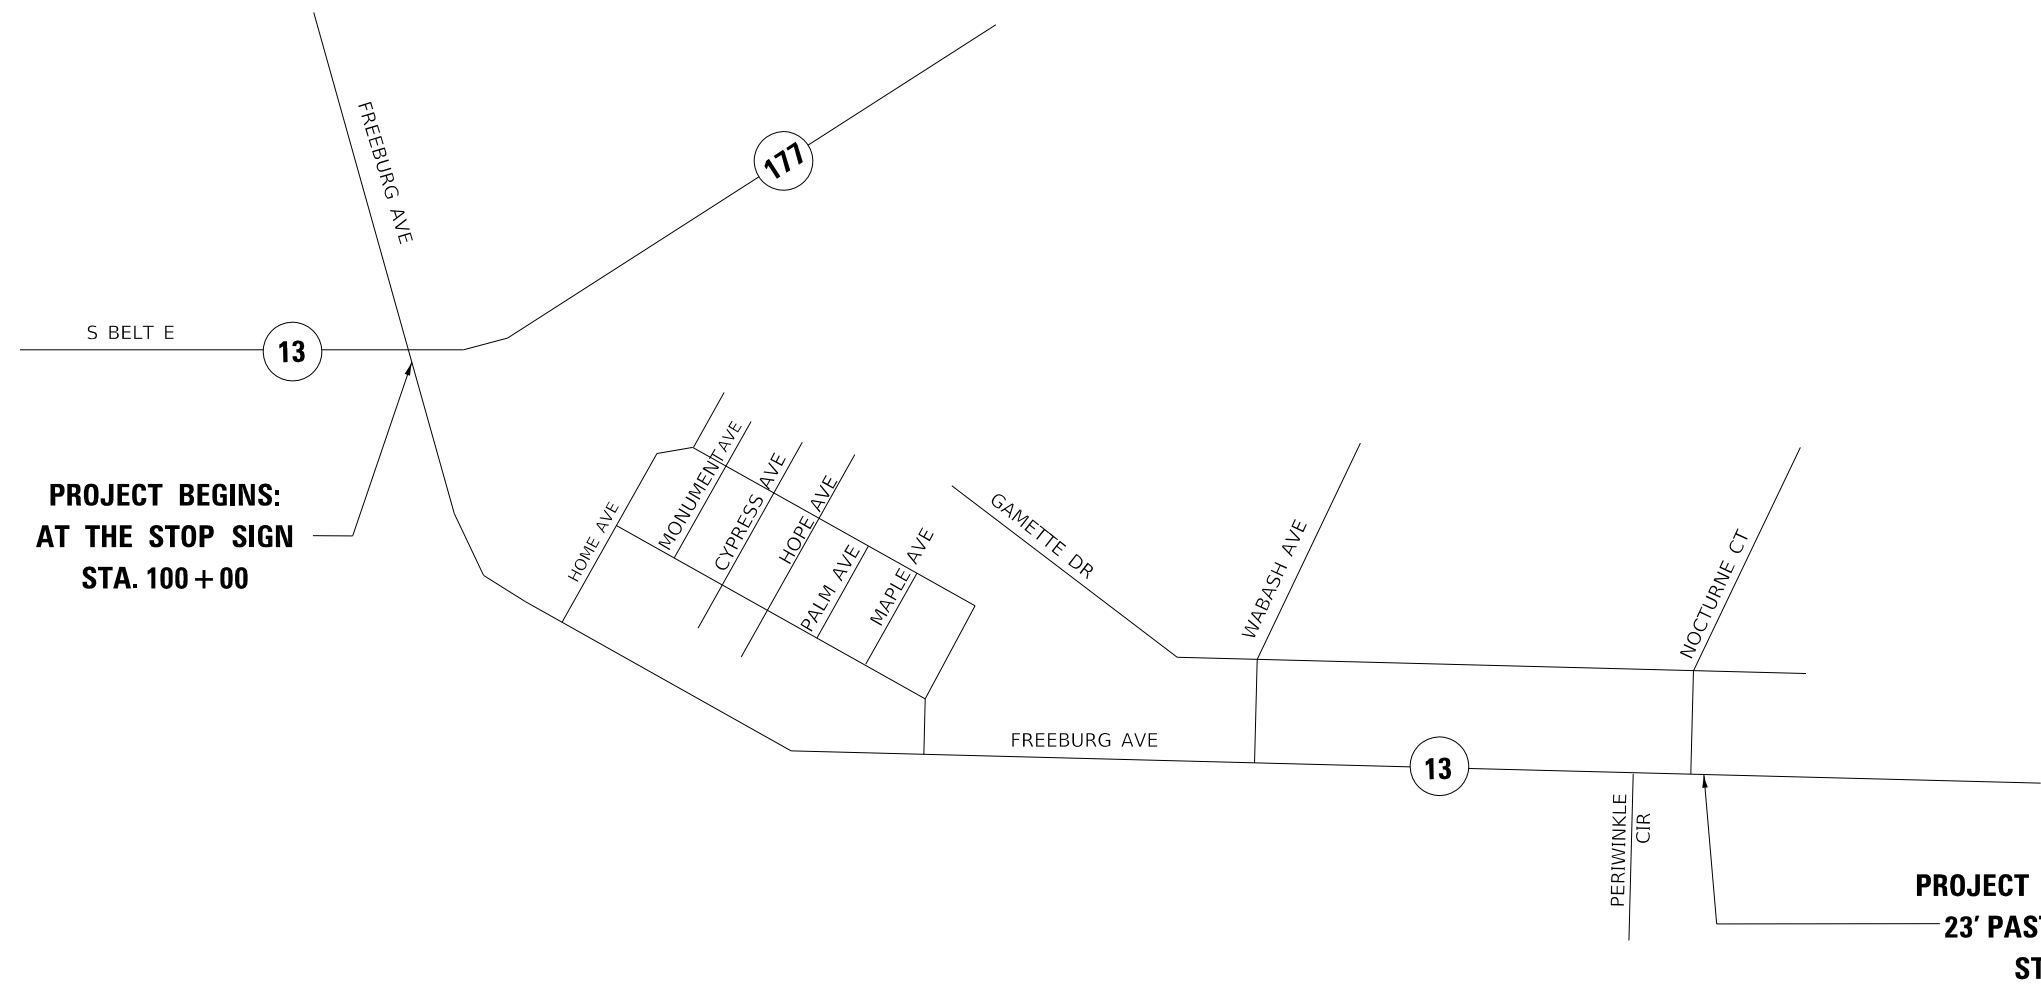 FREEBURG AVE
177
S BELT E
13
PROJECT BEGINS:
AT THE STOP SIGN
STA. 100+00
HOME AVE
MONUMENT AVE
CYPRESS AVE
HOPE AVE
PALM AVE
MAPLE AVE
GAMETTE DR
WABASH AVE
NOCTURNE CT
FREEBURG AVE
13
PERIWINKLE
CIR
PROJECT
23' PAS
ST